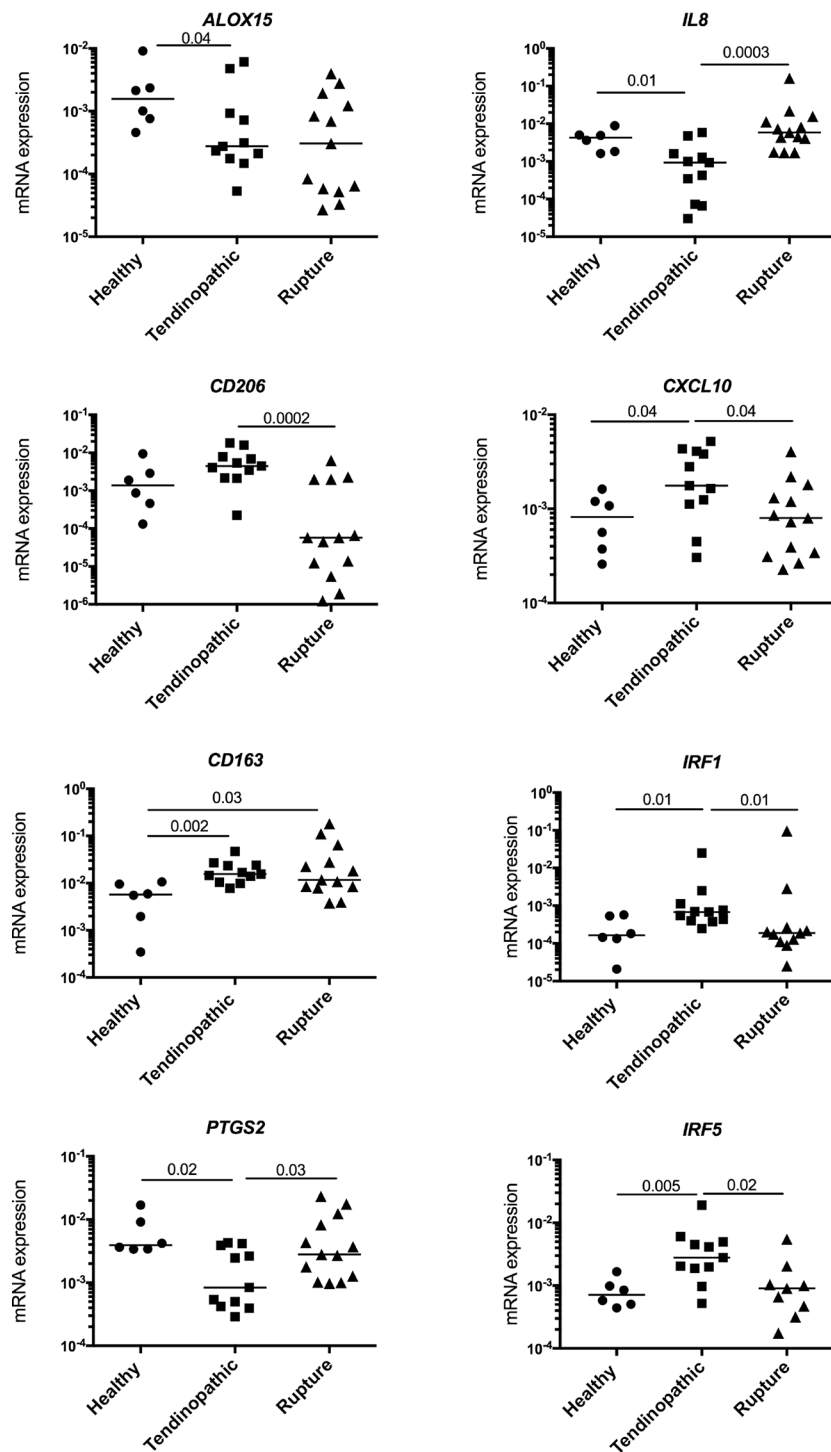 ALOX15
mRNA expression
10-2
10-3
10-4
10-5
0.04
Healthy
Tendinopathic
Rupture
IL8
mRNA expression
100
10-1
10-2
10-3
10-4
10-5
0.01
0.0003
Healthy
Tendinopathic
Rupture
CD206
mRNA expression
10-1
10-2
10-3
10-4
10-5
10-6
0.0002
Healthy
Tendinopathic
Rupture
CXCL10
mRNA expression
10-2
10-3
10-4
0.04
0.04
Healthy
Tendinopathic
Rupture
CD163
mRNA expression
100
10-1
10-2
10-3
10-4
0.03
0.002
Healthy
Tendinopathic
Rupture
IRF1
mRNA expression
100
10-1
10-2
10-3
10-4
10-5
0.01
0.01
Healthy
Tendinopathic
Rupture
PTGS2
mRNA expression
10-1
10-2
10-3
10-4
0.02
0.03
Healthy
Tendinopathic
Rupture
IRF5
mRNA expression
10-1
10-2
10-3
10-4
0.005
0.02
Healthy
Tendinopathic
Rupture